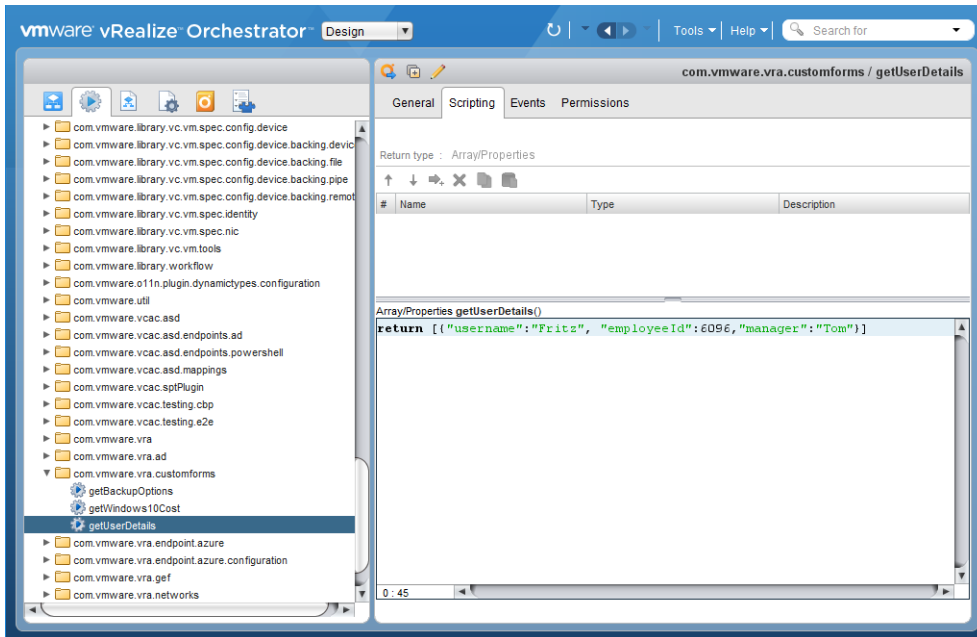 vmware vRealize Orchestrator Design Tools Help Search for
com.vmware.library.vc.vm.spec.config.device
com.vmware.library.vc.vm.spec.config.device.backing.devic
com.vmware.library.vc.vm.spec.config.device.backing.file
com.vmware.library.vc.vm.spec.config.device.backing.pipe
com.vmware.library.vc.vm.spec.config.device.backing.remot
com.vmware.library.vc.vm.spec.identity
com.vmware.library.vc.vm.spec.nic
com.vmware.library.vc.vm.tools
com.vmware.library.workflow
com.vmware.o11n.plugin.dynamictypes.configuration
com.vmware.util
com.vmware.vcac.asd
com.vmware.vcac.asd.endpoints.ad
com.vmware.vcac.asd.endpoints.powershell
com.vmware.vcac.asd.mappings
com.vmware.vcac.sptPlugin
com.vmware.vcac.testing.cbp
com.vmware.vcac.testing.e2e
com.vmware.vra
com.vmware.vra.ad
com.vmware.vra.customforms
getBackupOptions
getWindows10Cost
getUserDetails
com.vmware.vra.endpoint.azure
com.vmware.vra.endpoint.azure.configuration
com.vmware.vra.gef
com.vmware.vra.networks
com.vmware.vra.customforms / getUserDetails
General Scripting Events Permissions
Return type : Array/Properties
# Name Type Description
Array/Properties getUserDetails()
return [{"username":"Fritz", "employeeId":6096,"manager":"Tom"}]
0 : 45